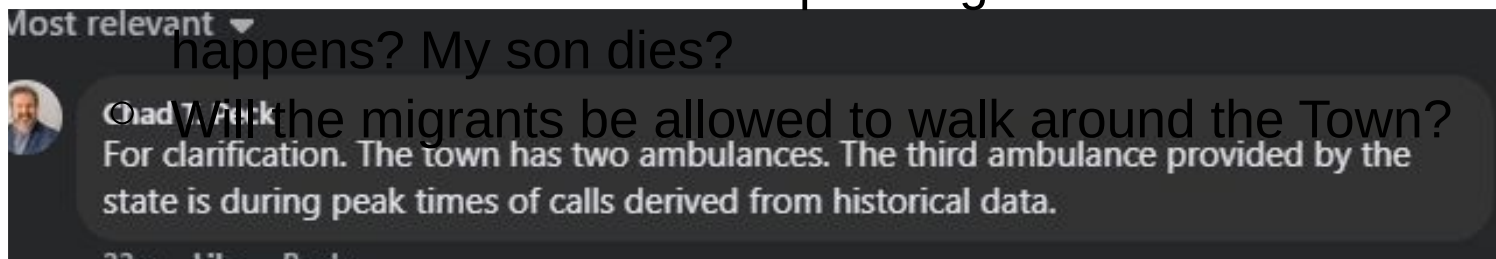 Most relevant
happens? My son dies?
Chad T. Peck
Will the migrants be allowed to walk around the Town?
For clarification. The town has two ambulances. The third ambulance provided by the
state is during peak times of calls derived from historical data.